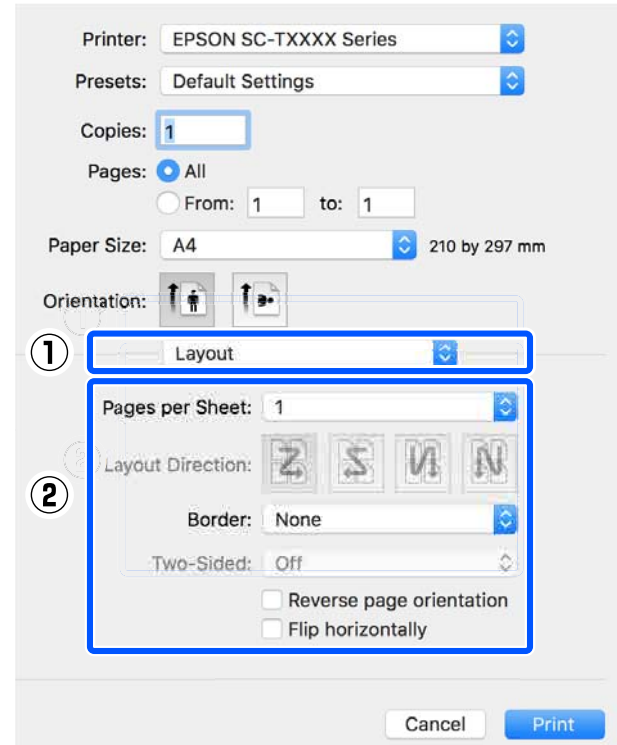 Printer: EPSON SC-TXXXX Series
Presets: Default Settings
Copies: 1
Pages: All
From: 1 to: 1
Paper Size: A4 210 by 297 mm
Orientation:
① Layout
Pages per Sheet: 1
Layout Direction:
②
Border: None
Two-Sided: Off
Reverse page orientation
Flip horizontally
Cancel Print